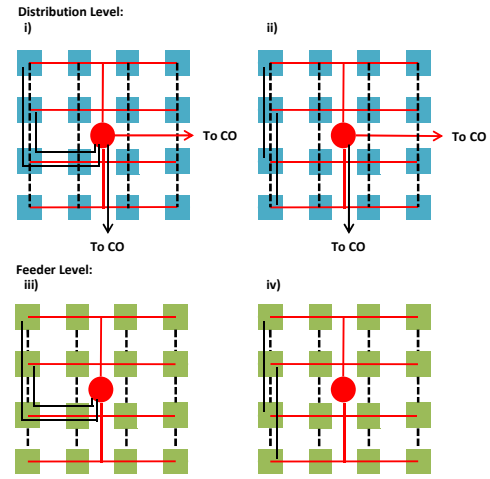 Distribution Level:
i)
ii)
To CO
To CO
To CO
To CO
Feeder Level:
iii)
iv)